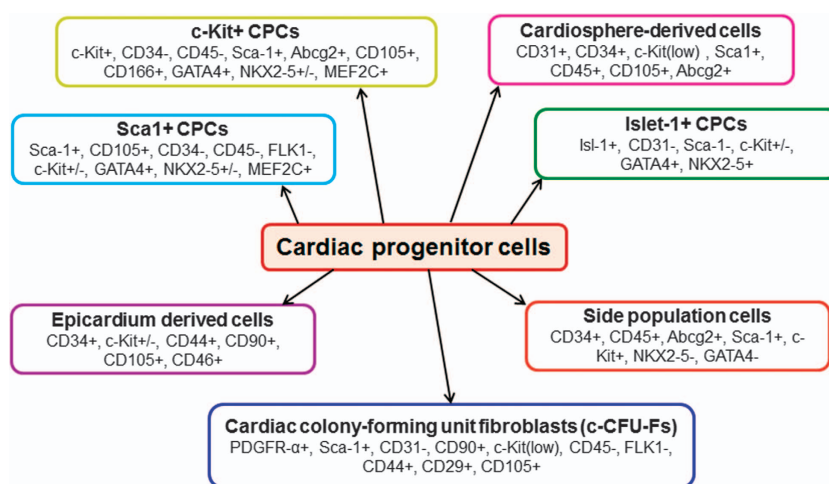 c-Kit+ CPCs
c-Kit+, CD34-, CD45-, Sca-1+, Abcg2+, CD105+,
CD166+, GATA4+, NKX2-5+/-, MEF2C+
Cardiosphere-derived cells
CD31+, CD34+, c-Kit(low) , Sca1+,
CD45+, CD105+, Abcg2+
Sca1+ CPCs
Sca-1+, CD105+, CD34-, CD45-, FLK1-,
c-Kit+/-, GATA4+, NKX2-5+/-, MEF2C+
Islet-1+ CPCs
Isl-1+, CD31-, Sca-1-, c-Kit+/-,
GATA4+, NKX2-5+
Cardiac progenitor cells
Epicardium derived cells
CD34+, c-Kit+/-, CD44+, CD90+,
CD105+, CD46+
Side population cells
CD34+, CD45+, Abcg2+, Sca-1+, c-
Kit+, NKX2-5-, GATA4-
Cardiac colony-forming unit fibroblasts (c-CFU-Fs)
PDGFR-α+, Sca-1+, CD31-, CD90+, c-Kit(low), CD45-, FLK1-,
CD44+, CD29+, CD105+